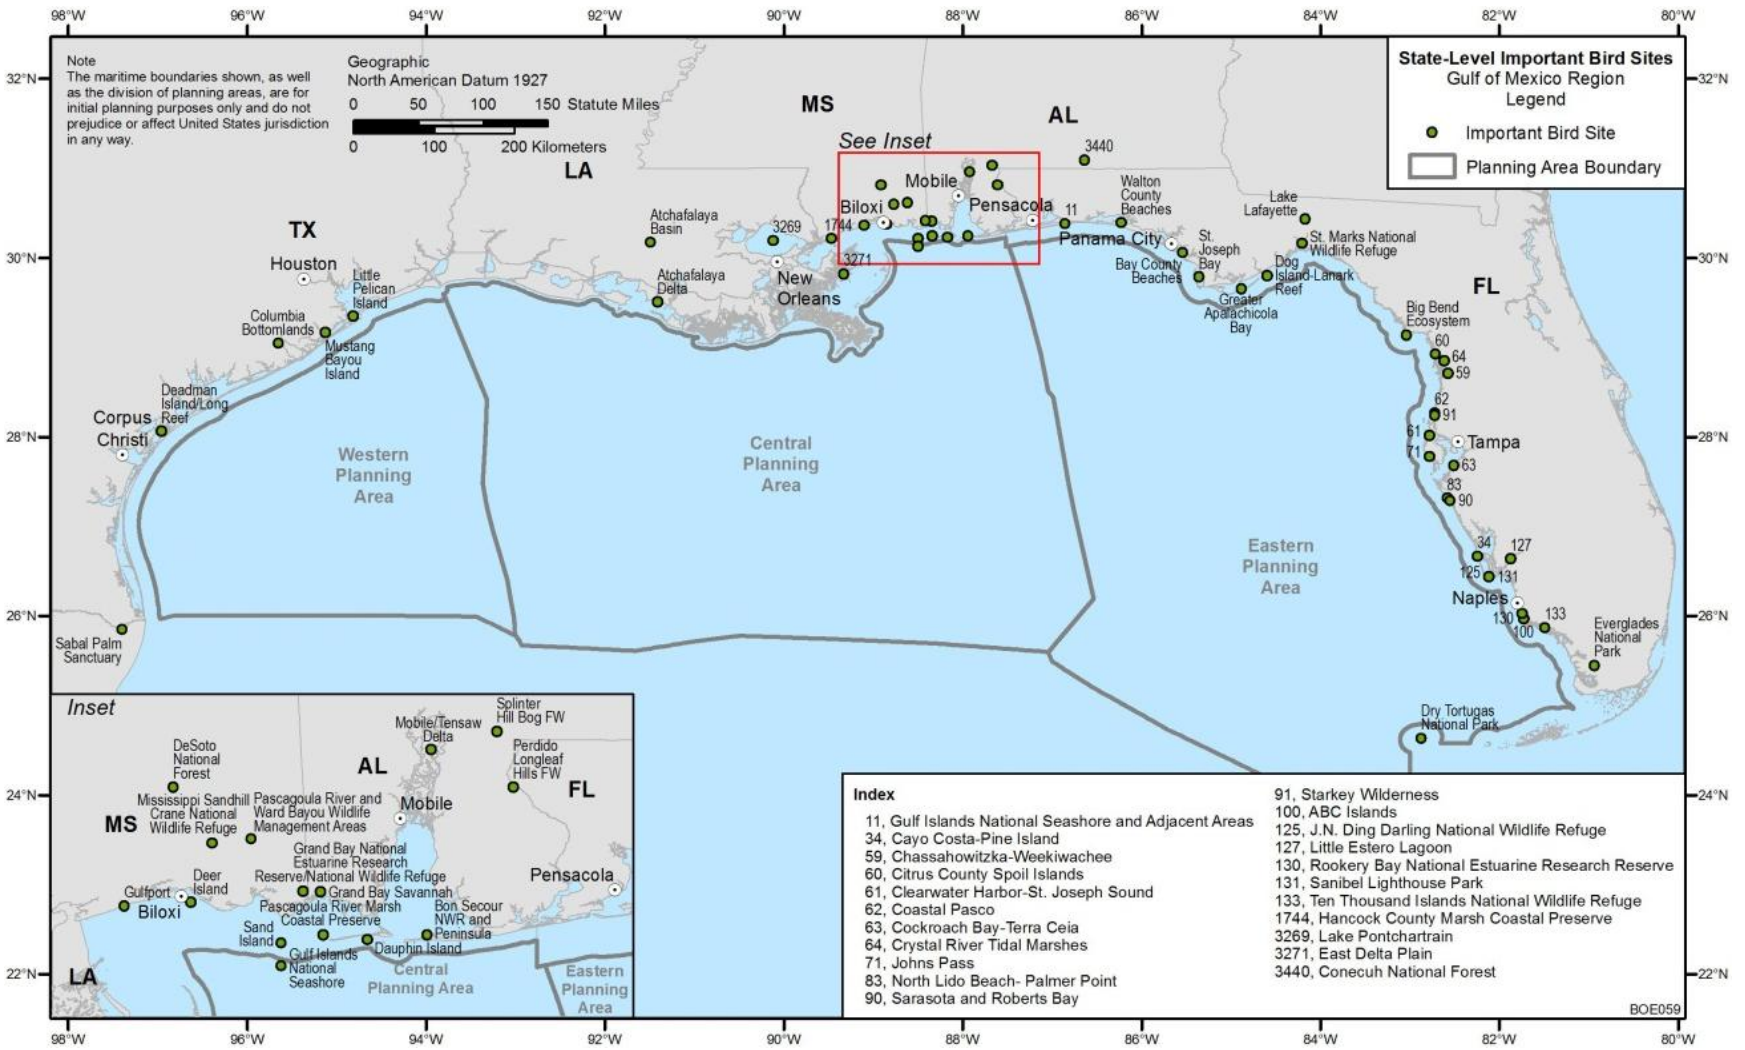 98°W 96°W 94°W 92°W 90°W 88°W 86°W 84°W 82°W 80°W
Note
The maritime boundaries shown, as well
as the division of planning areas, are for
initial planning purposes only and do not
prejudice or affect United States jurisdiction
in any way.
Geographic
North American Datum 1927
0 50 100 150 Statute Miles
0 100 200 Kilometers
State-Level Important Bird Sites
Gulf of Mexico Region
Legend
Important Bird Site
Planning Area Boundary
32°N
32°N
30°N
30°N
28°N
28°N
26°N
26°N
24°N
24°N
22°N
22°N
MS
AL
LA
TX
FL
See Inset
3440
Mobile
Biloxi
Pensacola
11
Walton
County
Beaches
Lake
Lafayette
Panama City
St.
Joseph
Bay
St. Marks National
Wildlife Refuge
Bay County
Beaches
Dog
Island-Lanark
Reef
Greater
Apalachicola
Bay
Atchafalaya
Basin
3269
1744
3271
New
Orleans
Atchafalaya
Delta
Houston
Little
Pelican
Island
Columbia
Bottomlands
Mustang
Bayou
Island
Deadman
Island/Long
Reef
Corpus
Christi
Sabal Palm
Sanctuary
Big Bend
Ecosystem
60
64
59
62
91
61
Tampa
71
63
83
90
34
127
125
131
Naples
130
100
133
Everglades
National
Park
Dry Tortugas
National Park
Western
Planning
Area
Central
Planning
Area
Eastern
Planning
Area
Inset
Splinter
Hill Bog FW
Mobile/Tensaw
Delta
DeSoto
National
Forest
Perdido
Longleaf
Hills FW
AL
FL
MS
Mississippi Sandhill
Crane National
Wildlife Refuge
Pascagoula River and
Ward Bayou Wildlife
Management Areas
Mobile
Grand Bay National
Estuarine Research
Reserve/National Wildlife Refuge
Deer
Island
Gulfport
Biloxi
Grand Bay Savannah
Pensacola
Pascagoula River Marsh
Coastal Preserve
Bon Secour
NWR and
Peninsula
Sand
Island
Dauphin Island
Gulf Islands
National
Seashore
Central
Planning Area
Eastern
Planning
Area
LA
Index
11, Gulf Islands National Seashore and Adjacent Areas
34, Cayo Costa-Pine Island
59, Chassahowitzka-Weekiwachee
60, Citrus County Spoil Islands
61, Clearwater Harbor-St. Joseph Sound
62, Coastal Pasco
63, Cockroach Bay-Terra Ceia
64, Crystal River Tidal Marshes
71, Johns Pass
83, North Lido Beach- Palmer Point
90, Sarasota and Roberts Bay
91, Starkey Wilderness
100, ABC Islands
125, J.N. Ding Darling National Wildlife Refuge
127, Little Estero Lagoon
130, Rookery Bay National Estuarine Research Reserve
131, Sanibel Lighthouse Park
133, Ten Thousand Islands National Wildlife Refuge
1744, Hancock County Marsh Coastal Preserve
3269, Lake Pontchartrain
3271, East Delta Plain
3440, Conecuh National Forest
BOE059
98°W 96°W 94°W 92°W 90°W 88°W 86°W 84°W 82°W 80°W